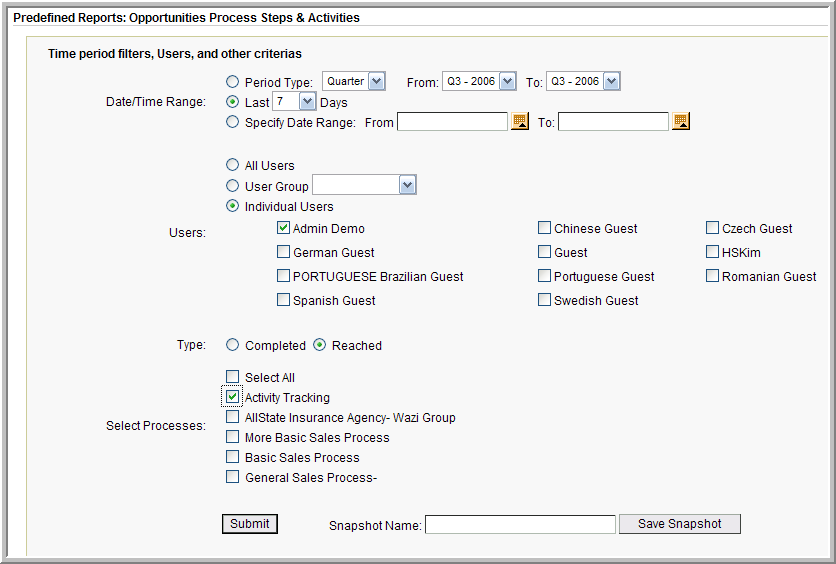 Predefined Reports: Opportunities Process Steps & Activities
Time period filters, Users, and other criterias
Date/Time Range:
Period Type: Quarter From: Q3 - 2006 To: Q3 - 2006
Last 7 Days
Specify Date Range: From To:
Users:
All Users
User Group
Individual Users
Admin Demo Chinese Guest Czech Guest
German Guest Guest HSKim
PORTUGUESE Brazilian Guest Portuguese Guest Romanian Guest
Spanish Guest Swedish Guest
Type: Completed Reached
Select Processes:
Select All
Activity Tracking
AllState Insurance Agency- Wazi Group
More Basic Sales Process
Basic Sales Process
General Sales Process-
Submit Snapshot Name: Save Snapshot